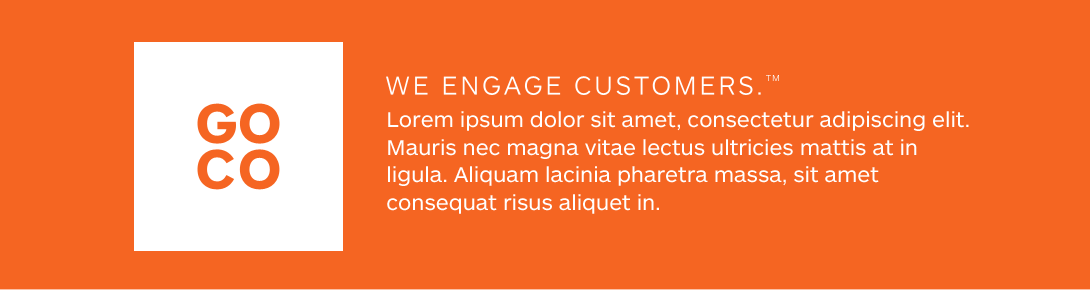 GO
CO
WE ENGAGE CUSTOMERS.™
Lorem ipsum dolor sit amet, consectetur adipiscing elit.
Mauris nec magna vitae lectus ultricies mattis at in
ligula. Aliquam lacinia pharetra massa, sit amet
consequat risus aliquet in.